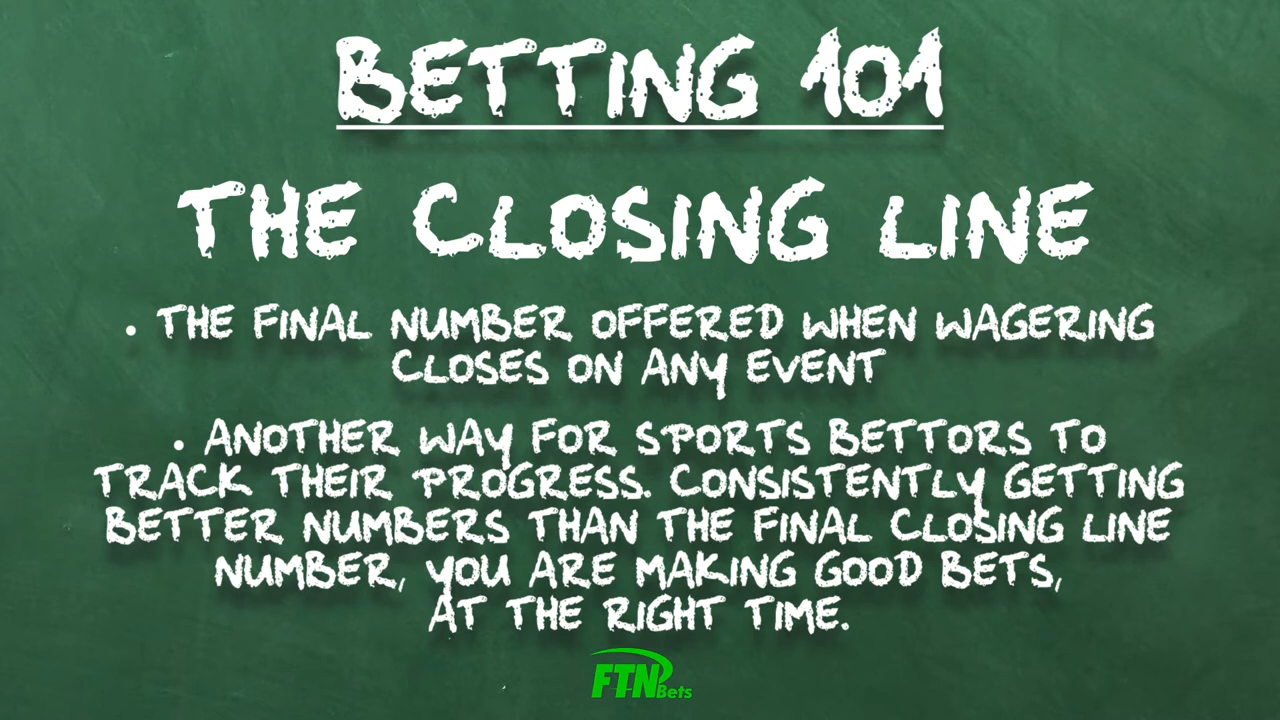 BETTING 101
THE CLOSING LINE
• THE FINAL NUMBER OFFERED WHEN WAGERING
CLOSES ON ANY EVENT
• ANOTHER WAY FOR SPORTS BETTORS TO
TRACK THEIR PROGRESS. CONSISTENTLY GETTING
BETTER NUMBERS THAN THE FINAL CLOSING LINE
NUMBER, YOU ARE MAKING GOOD BETS,
AT THE RIGHT TIME.
FTN Bets